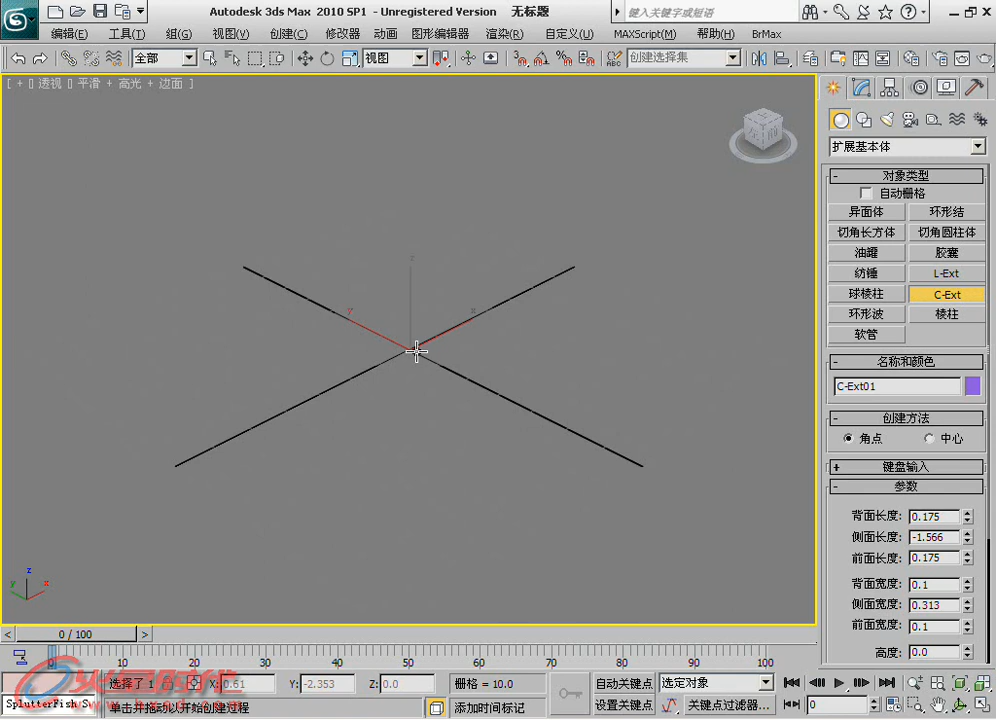 Autodesk 3ds Max 2010 SP1 - Unregistered Version 无标题
键入关键字或短语
编辑(E) 工具(T) 组(G) 视图(V) 创建(C) 修改器 动画 图形编辑器 渲染(R) 自定义(U) MAXScript(M) 帮助(H) BrMax
全部 视图 创建选择集
[ + ▯ 透视 ▯ 平滑 + 高光 + 边面 ]
扩展基本体
- 对象类型
自动栅格
异面体 环形结
切角长方体 切角圆柱体
油罐 胶囊
纺锤 L-Ext
球棱柱 C-Ext
环形波 棱柱
软管
- 名称和颜色
C-Ext01
- 创建方法
角点 中心
+ 键盘输入
- 参数
背面长度: 0.175
侧面长度: -1.566
前面长度: 0.175
背面宽度: 0.1
侧面宽度: 0.313
前面宽度: 0.1
高度: 0.0
z
y x
z
y x
< 0 / 100 >
0 10 20 30 40 50 60 70 80 90 100
选择了 1 X: 0.61 Y: -2.353 Z: 0.0 栅格 = 10.0 自动关键点 选定对象
SplutterFish S 单击并拖动以开始创建过程 添加时间标记 设置关键点 关键点过滤器... 0